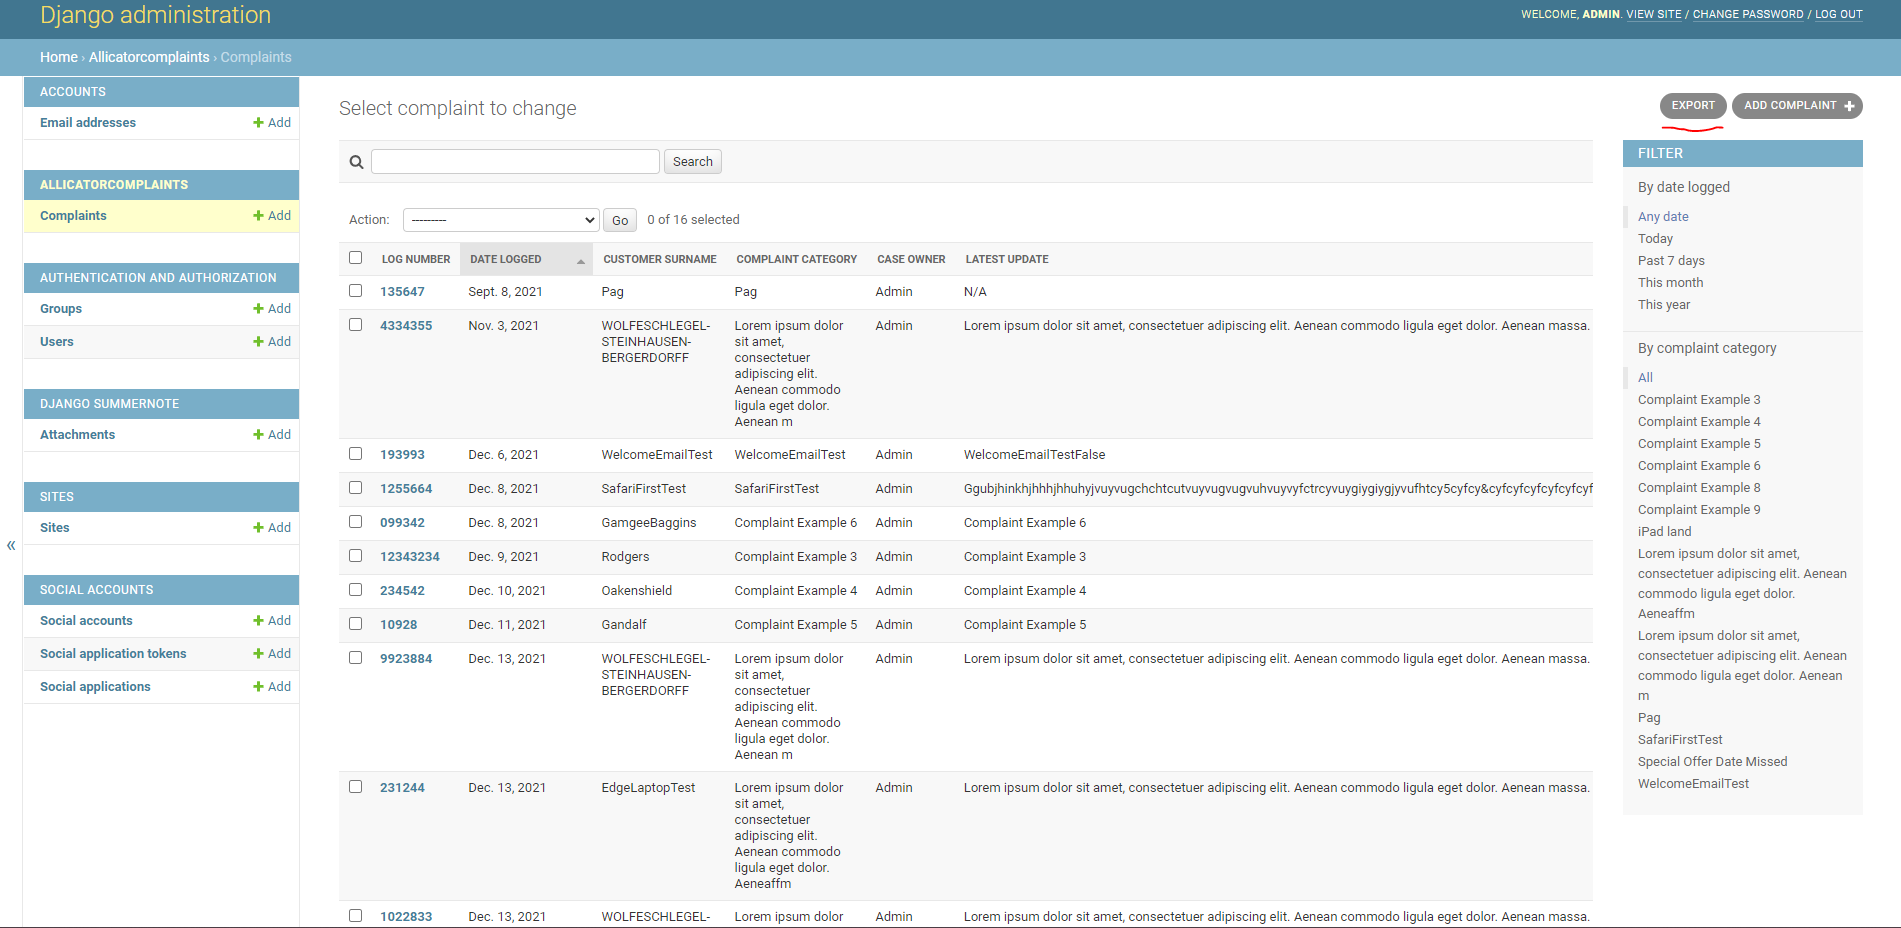 Django administration
WELCOME, ADMIN. VIEW SITE / CHANGE PASSWORD / LOG OUT
Home › Allicatorcomplaints › Complaints
ACCOUNTS
Email addresses + Add
ALLICATORCOMPLAINTS
Complaints + Add
AUTHENTICATION AND AUTHORIZATION
Groups + Add
Users + Add
DJANGO SUMMERNOTE
Attachments + Add
SITES
Sites + Add
«
SOCIAL ACCOUNTS
Social accounts + Add
Social application tokens + Add
Social applications + Add
Select complaint to change
EXPORT
ADD COMPLAINT +
Search
Action: --------- Go 0 of 16 selected
LOG NUMBER DATE LOGGED CUSTOMER SURNAME COMPLAINT CATEGORY CASE OWNER LATEST UPDATE
135647 Sept. 8, 2021 Pag Pag Admin N/A
4334355 Nov. 3, 2021 WOLFESCHLEGEL- Lorem ipsum dolor Admin Lorem ipsum dolor sit amet, consectetuer adipiscing elit. Aenean commodo ligula eget dolor. Aenean massa.
STEINHAUSEN- sit amet,
BERGERDORFF consectetuer
adipiscing elit.
Aenean commodo
ligula eget dolor.
Aenean m
193993 Dec. 6, 2021 WelcomeEmailTest WelcomeEmailTest Admin WelcomeEmailTestFalse
1255664 Dec. 8, 2021 SafariFirstTest SafariFirstTest Admin
099342 Dec. 8, 2021 GamgeeBaggins Complaint Example 6 Admin Complaint Example 6
12343234 Dec. 9, 2021 Rodgers Complaint Example 3 Admin Complaint Example 3
234542 Dec. 10, 2021 Oakenshield Complaint Example 4 Admin Complaint Example 4
10928 Dec. 11, 2021 Gandalf Complaint Example 5 Admin Complaint Example 5
9923884 Dec. 13, 2021 WOLFESCHLEGEL- Lorem ipsum dolor Admin Lorem ipsum dolor sit amet, consectetuer adipiscing elit. Aenean commodo ligula eget dolor. Aenean massa.
STEINHAUSEN- sit amet,
BERGERDORFF consectetuer
adipiscing elit.
Aenean commodo
ligula eget dolor.
Aenean m
231244 Dec. 13, 2021 EdgeLaptopTest Lorem ipsum dolor Admin Lorem ipsum dolor sit amet, consectetuer adipiscing elit. Aenean commodo ligula eget dolor. Aenean massa.
sit amet,
consectetuer
adipiscing elit.
Aenean commodo
ligula eget dolor.
Aeneaffm
1022833 Dec. 13, 2021 WOLFESCHLEGEL- Lorem ipsum dolor Admin Lorem ipsum dolor sit amet, consectetuer adipiscing elit. Aenean commodo ligula eget dolor. Aenean massa.
FILTER
By date logged
Any date
Today
Past 7 days
This month
This year
By complaint category
All
Complaint Example 3
Complaint Example 4
Complaint Example 5
Complaint Example 6
Complaint Example 8
Complaint Example 9
iPad land
Lorem ipsum dolor sit amet,
consectetuer adipiscing elit. Aenean
commodo ligula eget dolor.
Aeneaffm
Lorem ipsum dolor sit amet,
consectetuer adipiscing elit. Aenean
commodo ligula eget dolor. Aenean
m
Pag
SafariFirstTest
Special Offer Date Missed
WelcomeEmailTest